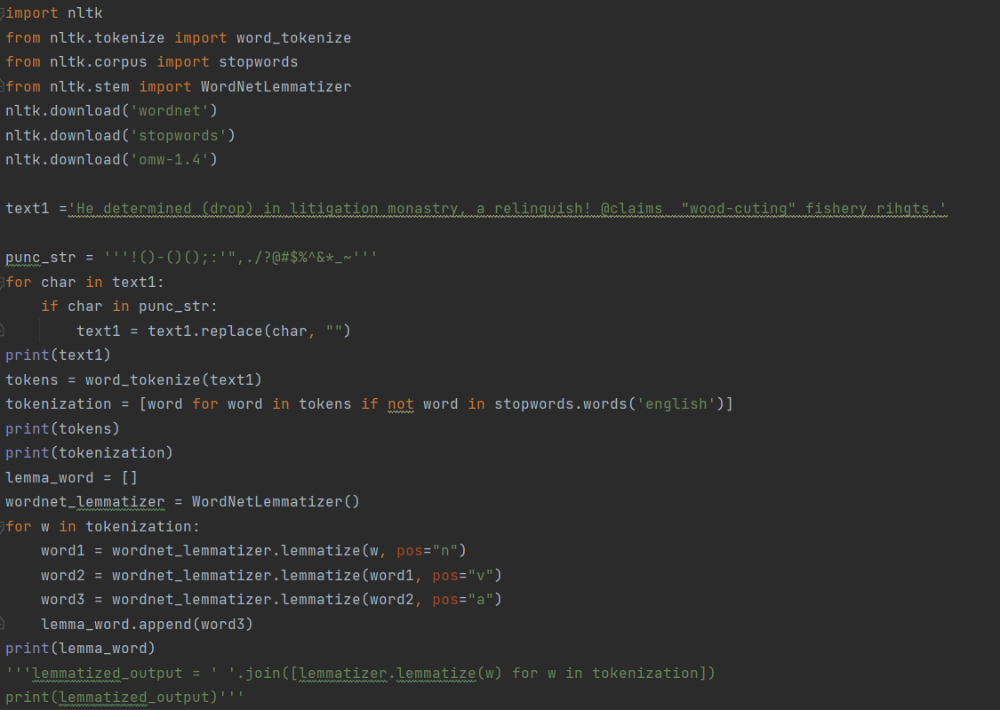 import nltk
from nltk.tokenize import word_tokenize
from nltk.corpus import stopwords
from nltk.stem import WordNetLemmatizer
nltk.download('wordnet')
nltk.download('stopwords')
nltk.download('omw-1.4')
text1 ='He determined (drop) in litigation monastry, a relinguish! @claims  "wood-cuting" fishery rihgts.'
punc_str = '''!()-()();:'",./?@#$%^&*_~'''
for char in text1:
    if char in punc_str:
        text1 = text1.replace(char, "")
print(text1)
tokens = word_tokenize(text1)
tokenization = [word for word in tokens if not word in stopwords.words('english')]
print(tokens)
print(tokenization)
lemma_word = []
wordnet_lemmatizer = WordNetLemmatizer()
for w in tokenization:
    word1 = wordnet_lemmatizer.lemmatize(w, pos="n")
    word2 = wordnet_lemmatizer.lemmatize(word1, pos="v")
    word3 = wordnet_lemmatizer.lemmatize(word2, pos="a")
    lemma_word.append(word3)
print(lemma_word)
'''lemmatized_output = ' '.join([lemmatizer.lemmatize(w) for w in tokenization])
print(lemmatized_output)'''